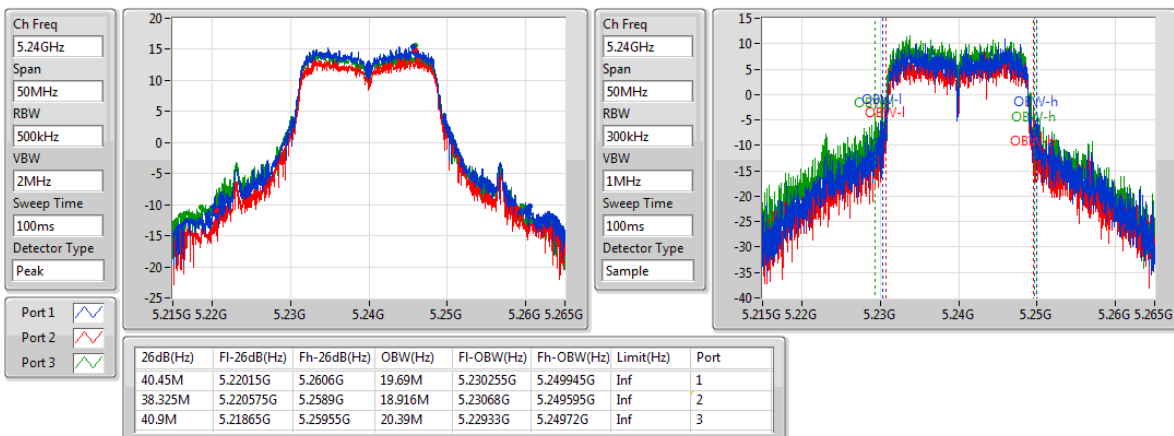 Ch Freq
5.24GHz
Span
50MHz
RBW
500kHz
VBW
2MHz
Sweep Time
100ms
Detector Type
Peak
Port 1
Port 2
Port 3
20
15
10
5
0
-5
-10
-15
-20
-25
5.215G 5.22G 5.23G 5.24G 5.25G 5.26G 5.265G
Ch Freq
5.24GHz
Span
50MHz
RBW
300kHz
VBW
1MHz
Sweep Time
100ms
Detector Type
Sample
15
10
5
0
-5
-10
-15
-20
-25
-30
-35
-40
OBW-l
OBW-l
OBW-h
OBW-h
5.215G 5.22G 5.23G 5.24G 5.25G 5.26G 5.265G
26dB(Hz) Fl-26dB(Hz) Fh-26dB(Hz) OBW(Hz) Fl-OBW(Hz) Fh-OBW(Hz) Limit(Hz) Port
40.45M 5.22015G 5.2606G 19.69M 5.230255G 5.249945G Inf 1
38.325M 5.220575G 5.2589G 18.916M 5.23068G 5.249595G Inf 2
40.9M 5.21865G 5.25955G 20.39M 5.22933G 5.24972G Inf 3